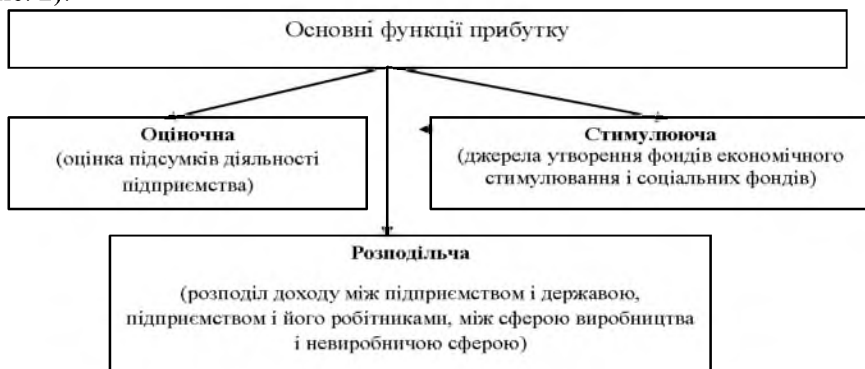 Основні функції прибутку
Оціночна
(оцінка підсумків діяльності
підприємства)
Стимулююча
(джерела утворення фондів економічного
стимулювання і соціальних фондів)
Розподільча
(розподіл доходу між підприємством і державою,
підприємством і його робітниками, між сферою виробництва
і невиробничою сферою)